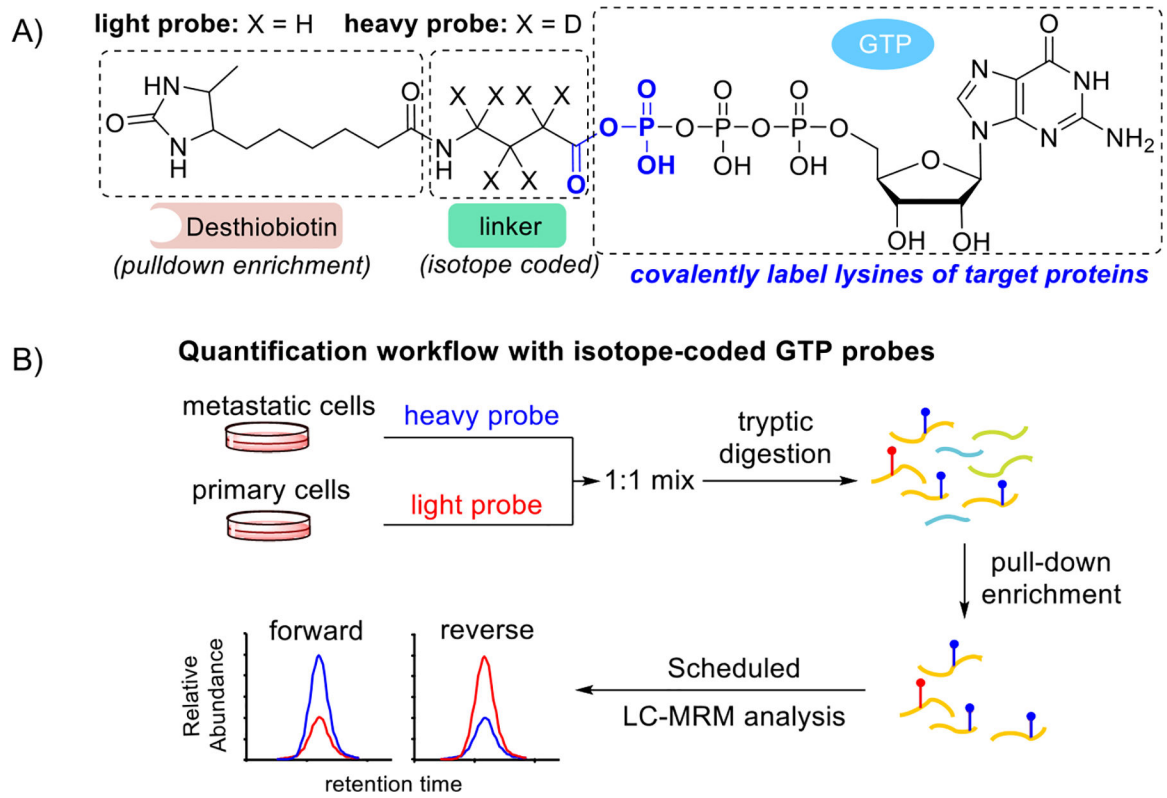 A)
light probe: X = H heavy probe: X = D
GTP
O
HN
N
H
O
N
H
X X X X
X X
O
O
O
P
OH
O
O
P
OH
O
O
P
OH
O
O
N
N
O
NH
N
NH2
OH OH
Desthiobiotin
(pulldown enrichment)
linker
(isotope coded)
covalently label lysines of target proteins
B)
Quantification workflow with isotope-coded GTP probes
metastatic cells
heavy probe
primary cells
light probe
1:1 mix
tryptic
digestion
pull-down
enrichment
Scheduled
LC-MRM analysis
forward
reverse
Relative
Abundance
retention time